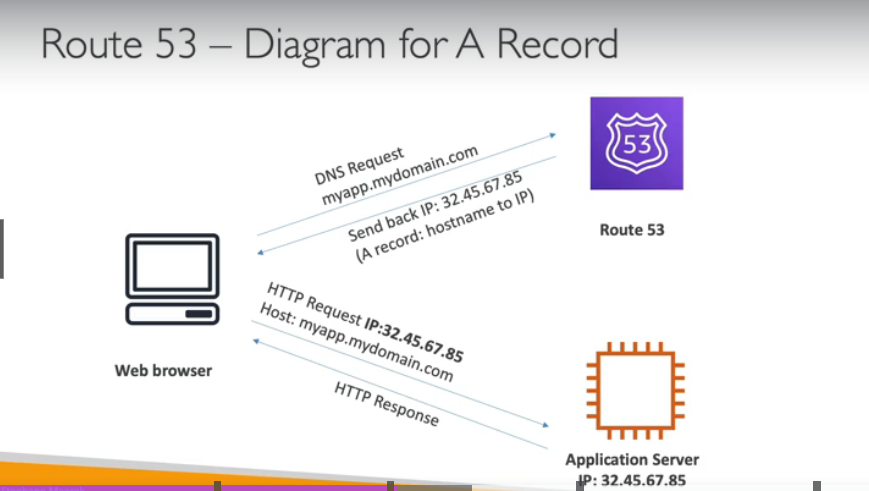 Route 53 – Diagram for A Record
DNS Request
myapp.mydomain.com
Send back IP: 32.45.67.85
(A record: hostname to IP)
53
Route 53
HTTP Request IP:32.45.67.85
Host: myapp.mydomain.com
HTTP Response
Web browser
Application Server
IP: 32.45.67.85